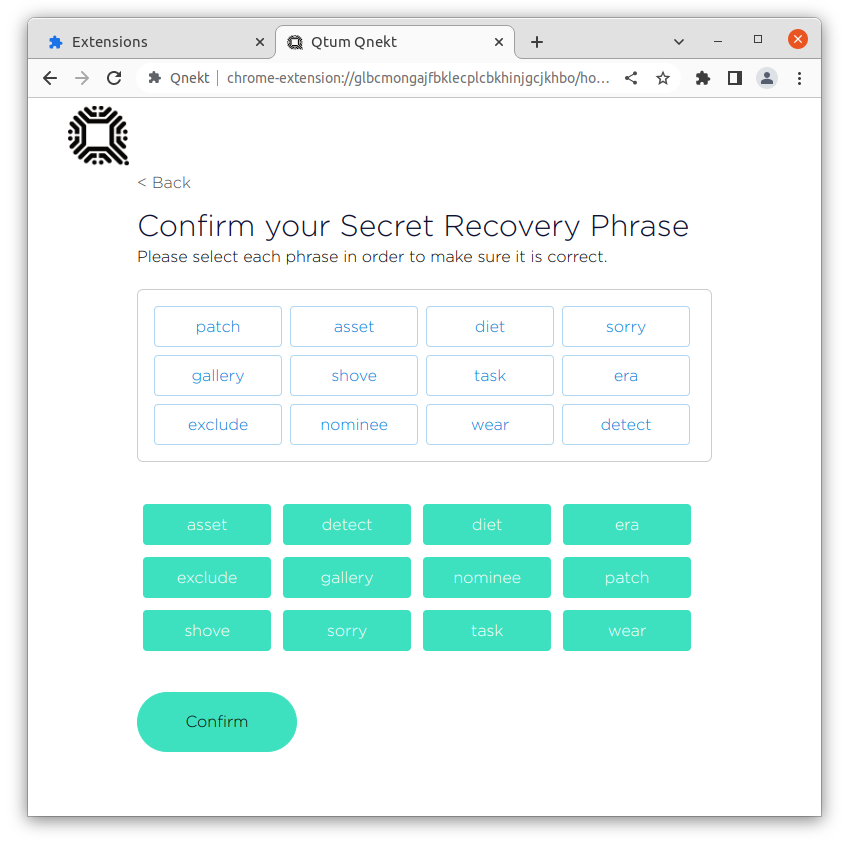 Extensions
Qtum Qnekt
Qnekt
chrome-extension://glbcmongajfbklecplcbkhinjgcjkhbo/ho...
< Back
Confirm your Secret Recovery Phrase
Please select each phrase in order to make sure it is correct.
patch asset diet sorry
gallery shove task era
exclude nominee wear detect
asset detect diet era
exclude gallery nominee patch
shove sorry task wear
Confirm